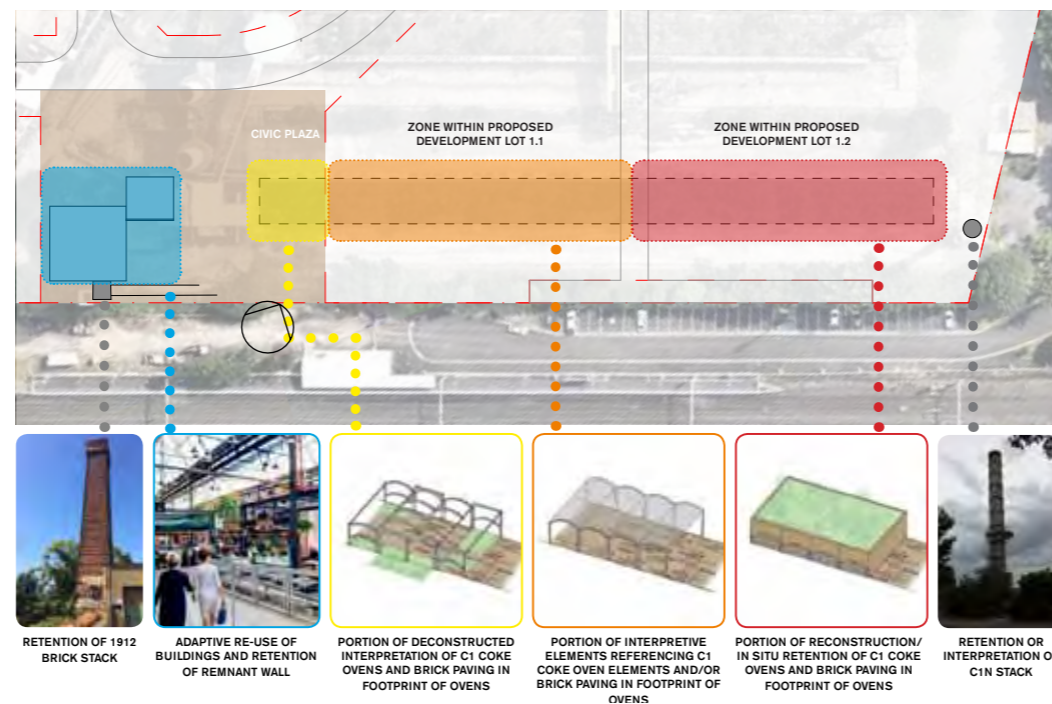 CIVIC PLAZA
ZONE WITHIN PROPOSED
DEVELOPMENT LOT 1.1
ZONE WITHIN PROPOSED
DEVELOPMENT LOT 1.2
RETENTION OF 1912
BRICK STACK
ADAPTIVE RE-USE OF
BUILDINGS AND RETENTION
OF REMNANT WALL
PORTION OF DECONSTRUCTED
INTERPRETATION OF C1 COKE
OVENS AND BRICK PAVING IN
FOOTPRINT OF OVENS
PORTION OF INTERPRETIVE
ELEMENTS REFERENCING C1
COKE OVEN ELEMENTS AND/OR
BRICK PAVING IN FOOTPRINT OF
OVENS
PORTION OF RECONSTRUCTION/
IN SITU RETENTION OF C1 COKE
OVENS AND BRICK PAVING IN
FOOTPRINT OF OVENS
RETENTION OR
INTERPRETATION O
C1N STACK